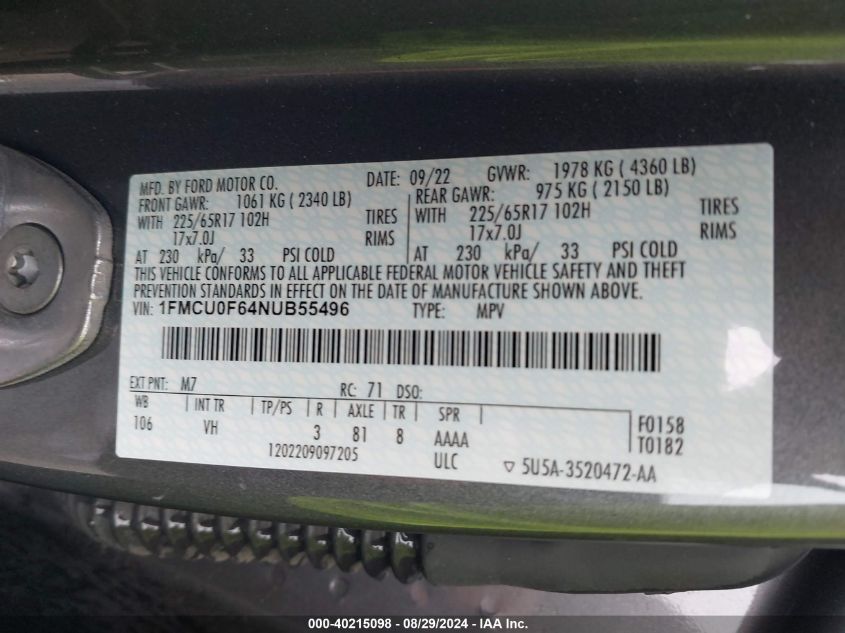 MFD. BY FORD MOTOR CO. DATE: 09/22 GVWR: 1978 KG ( 4360 LB)
FRONT GAWR: 1061 KG ( 2340 LB) REAR GAWR: 975 KG ( 2150 LB)
WITH 225/65R17 102H TIRES WITH 225/65R17 102H TIRES
17x7.0J RIMS 17x7.0J RIMS
AT 230 kPa/ 33 PSI COLD AT 230 kPa/ 33 PSI COLD
THIS VEHICLE CONFORMS TO ALL APPLICABLE FEDERAL MOTOR VEHICLE SAFETY AND THEFT
PREVENTION STANDARDS IN EFFECT ON THE DATE OF MANUFACTURE SHOWN ABOVE.
VIN: 1FMCU0F64NUB55496 TYPE: MPV
EXT PNT: M7 RC: 71 DSO:
WB INT TR TP/PS R AXLE TR SPR
106 VH 3 81 8 AAAA
F0158
T0182
1202209097205 ULC
5U5A-3520472-AA
000-40215098 - 08/29/2024 - IAA Inc.